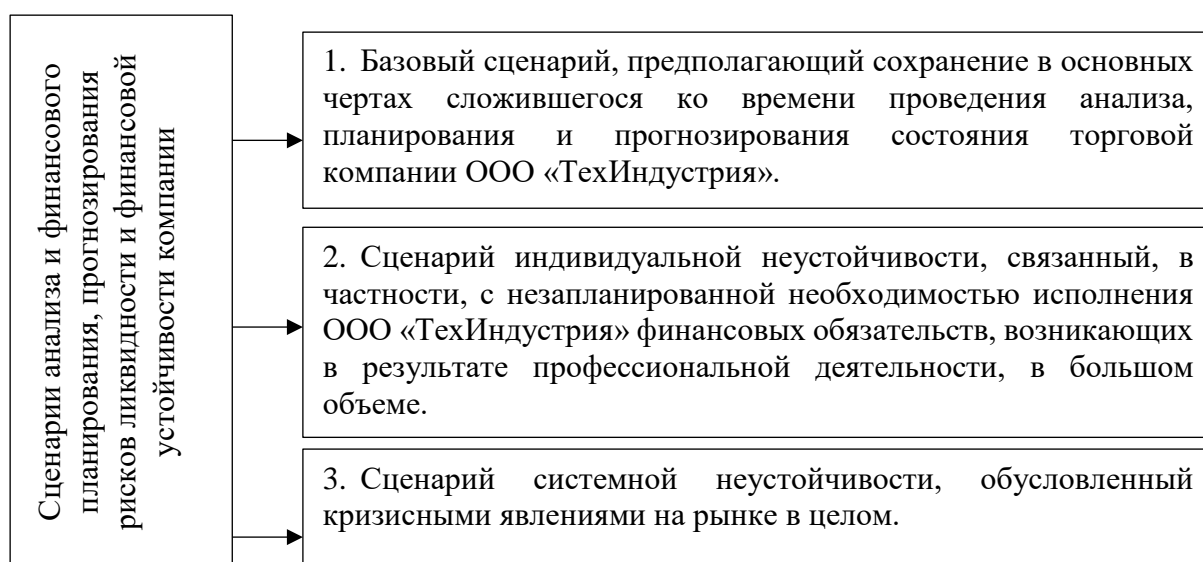 Сценарии анализа и финансового
планирования, прогнозирования
рисков ликвидности и финансовой
устойчивости компании
1. Базовый сценарий, предполагающий сохранение в основных
чертах сложившегося ко времени проведения анализа,
планирования и прогнозирования состояния торговой
компании ООО «ТехИндустрия».
2. Сценарий индивидуальной неустойчивости, связанный, в
частности, с незапланированной необходимостью исполнения
ООО «ТехИндустрия» финансовых обязательств, возникающих
в результате профессиональной деятельности, в большом
объеме.
3. Сценарий системной неустойчивости, обусловленный
кризисными явлениями на рынке в целом.